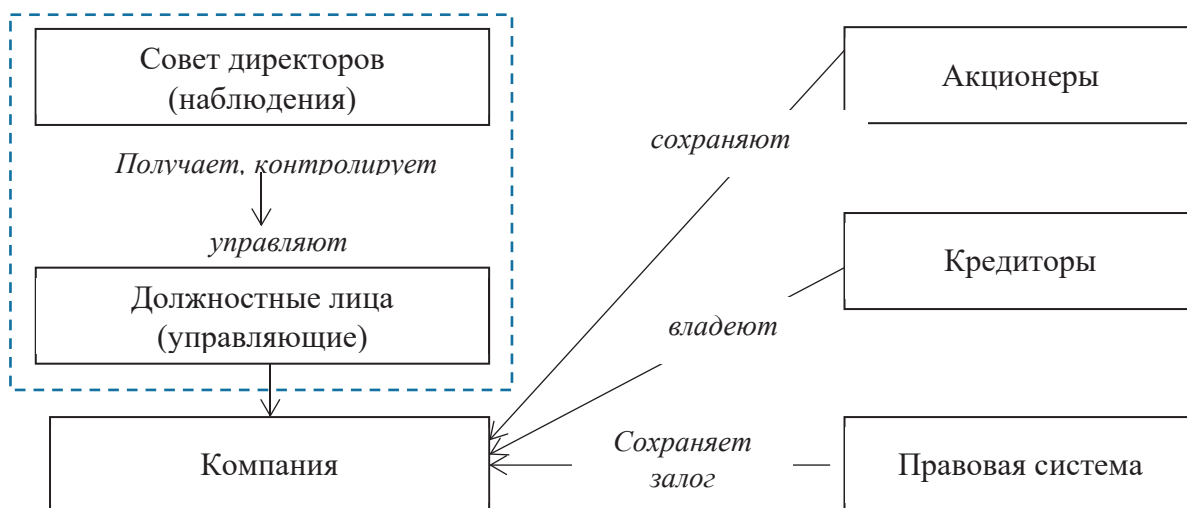 Совет директоров
(наблюдения)
Акционеры
сохраняют
Получает, контролирует
управляют
Кредиторы
Должностные лица
(управляющие)
владеют
Сохраняет
залог
Компания
Правовая система